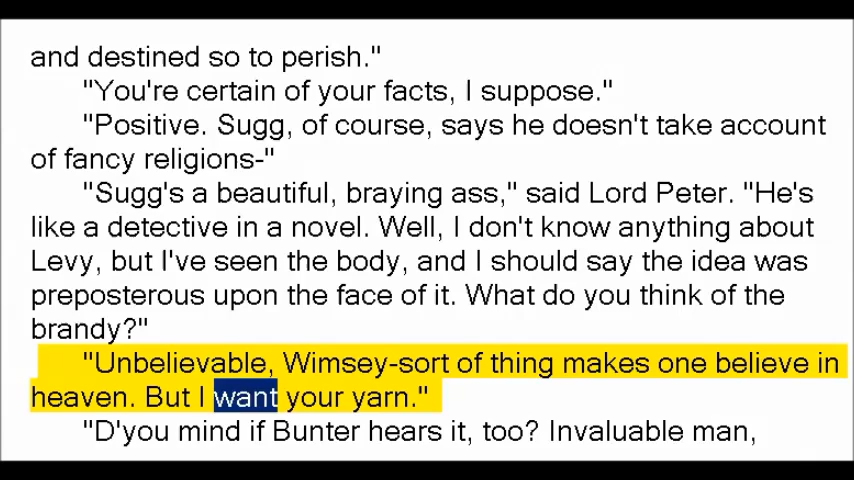 and destined so to perish."
"You're certain of your facts, I suppose."
"Positive. Sugg, of course, says he doesn't take account
of fancy religions-"
"Sugg's a beautiful, braying ass," said Lord Peter. "He's
like a detective in a novel. Well, I don't know anything about
Levy, but I've seen the body, and I should say the idea was
preposterous upon the face of it. What do you think of the
brandy?"
"Unbelievable, Wimsey-sort of thing makes one believe in
heaven. But I want your yarn."
"D'you mind if Bunter hears it, too? Invaluable man,